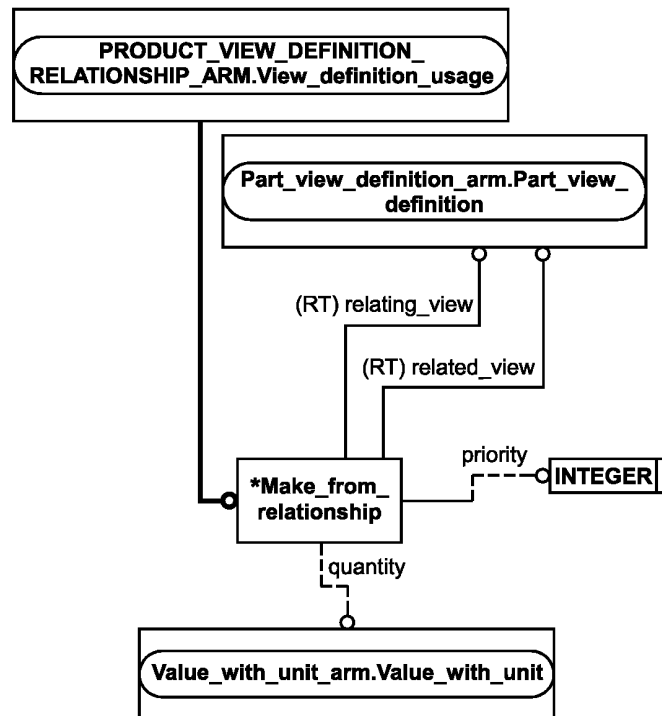 PRODUCT_VIEW_DEFINITION_
RELATIONSHIP_ARM.View_definition_usage
Part_view_definition_arm.Part_view_
definition
(RT) relating_view
(RT) related_view
priority
INTEGER
*Make_from_
relationship
quantity
Value_with_unit_arm.Value_with_unit